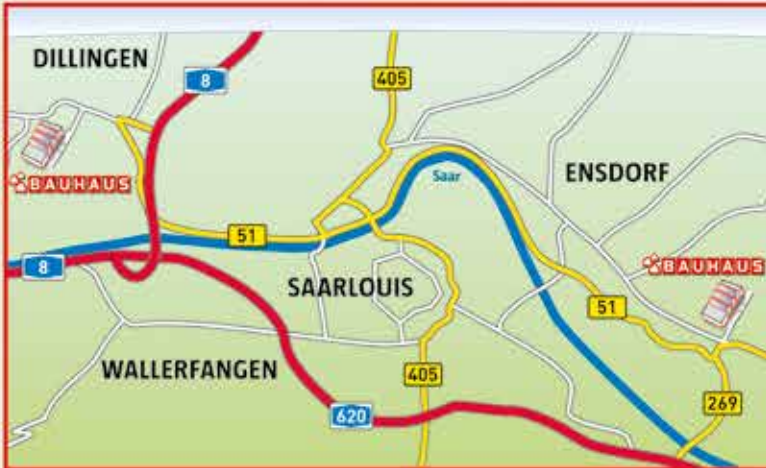 DILLINGEN
8
405
BAUHAUS
Saar
ENSDORF
51
8
SAARLOUIS
BAUHAUS
51
WALLERFANGEN
405
620
269